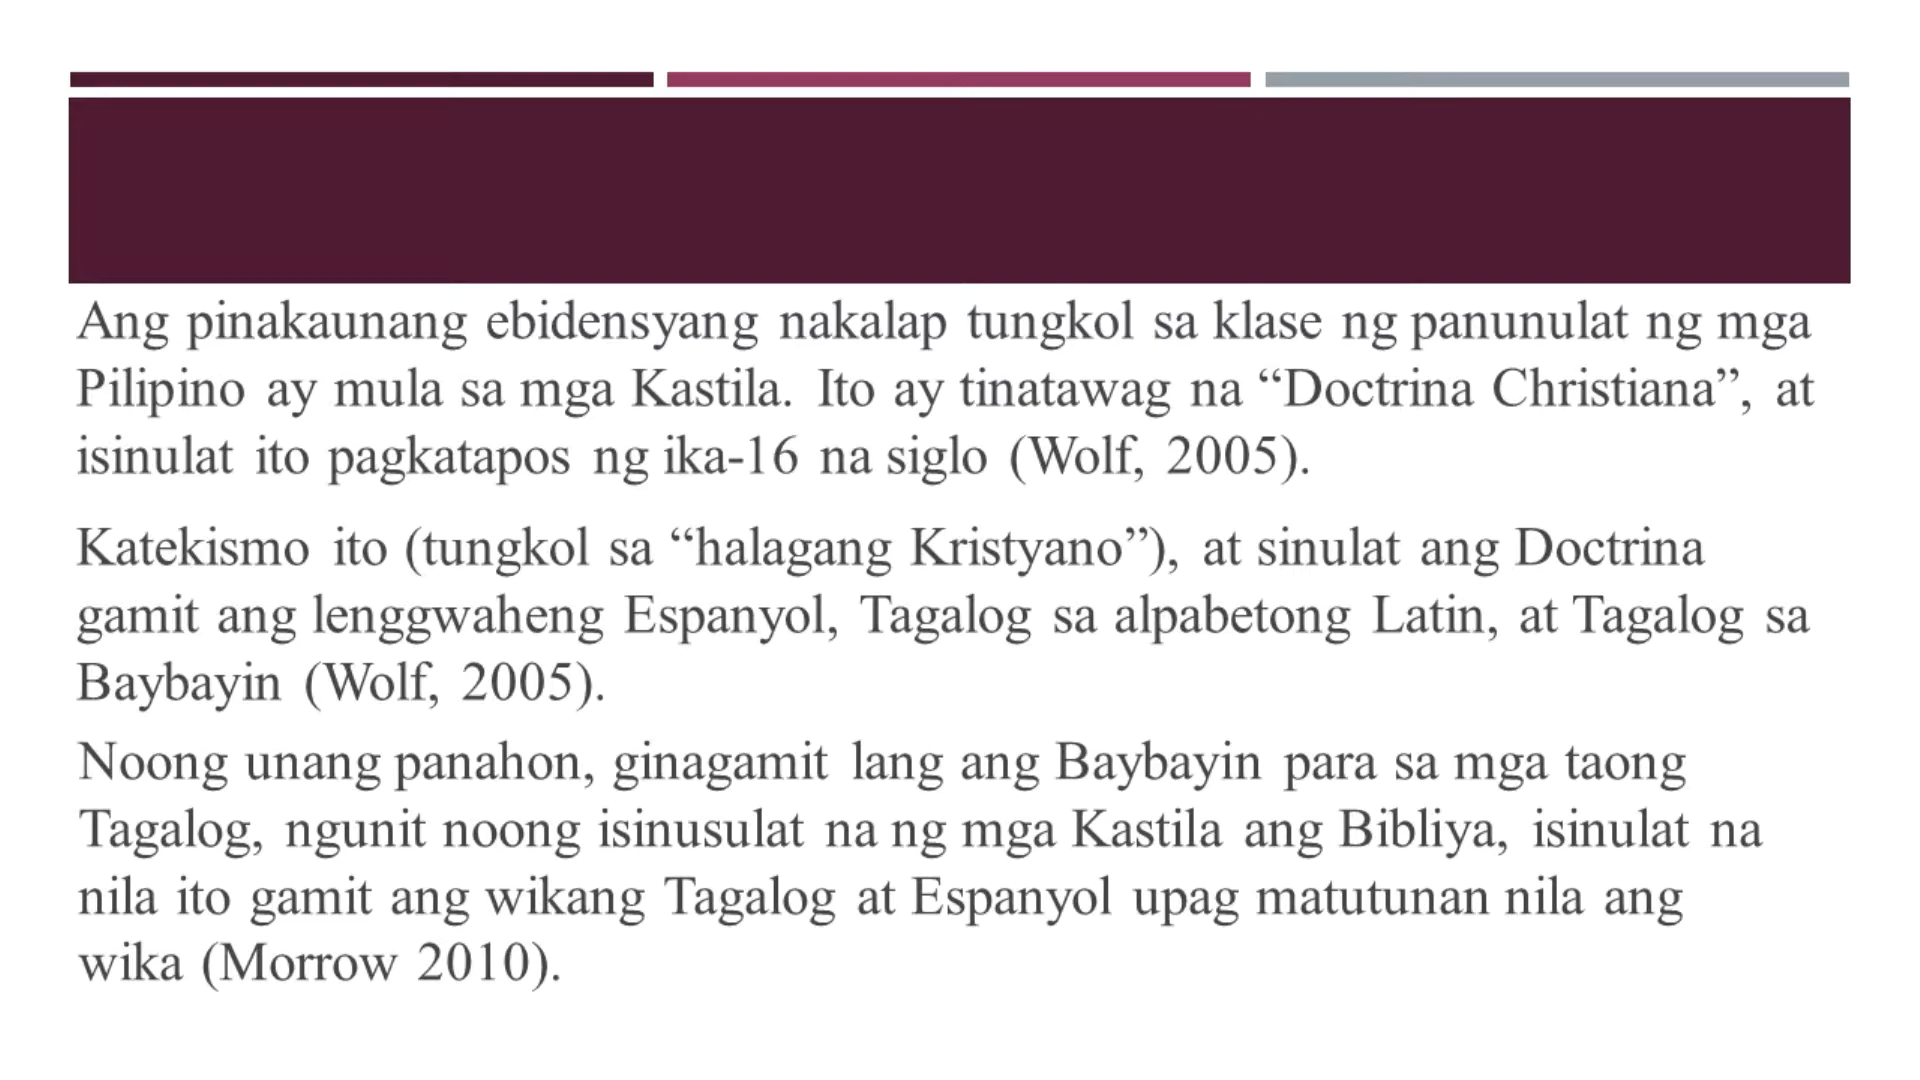 Ang pinakaunang ebidensyang nakalap tungkol sa klase ng panunulat ng mga
Pilipino ay mula sa mga Kastila. Ito ay tinatawag na “Doctrina Christiana”, at
isinulat ito pagkatapos ng ika-16 na siglo (Wolf, 2005).
Katekismo ito (tungkol sa “halagang Kristyano”), at sinulat ang Doctrina
gamit ang lenggwaheng Espanyol, Tagalog sa alpabetong Latin, at Tagalog sa
Baybayin (Wolf, 2005).
Noong unang panahon, ginagamit lang ang Baybayin para sa mga taong
Tagalog, ngunit noong isinusulat na ng mga Kastila ang Bibliya, isinulat na
nila ito gamit ang wikang Tagalog at Espanyol upag matutunan nila ang
wika (Morrow 2010).